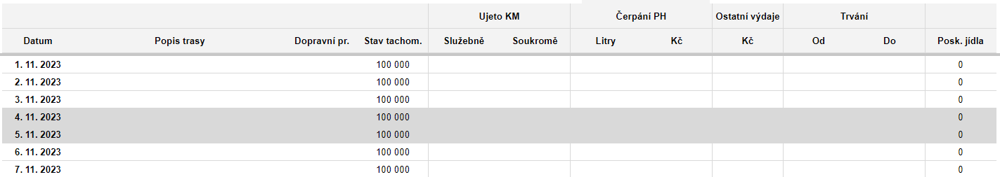 Ujeto KM Čerpání PH Ostatní výdaje Trvání
Datum Popis trasy Dopravní pr. Stav tachom. Služebně Soukromě Litry Kč Kč Od Do Posk. jídla
1. 11. 2023 100 000 0
2. 11. 2023 100 000 0
3. 11. 2023 100 000 0
4. 11. 2023 100 000 0
5. 11. 2023 100 000 0
6. 11. 2023 100 000 0
7. 11. 2023 100 000 0